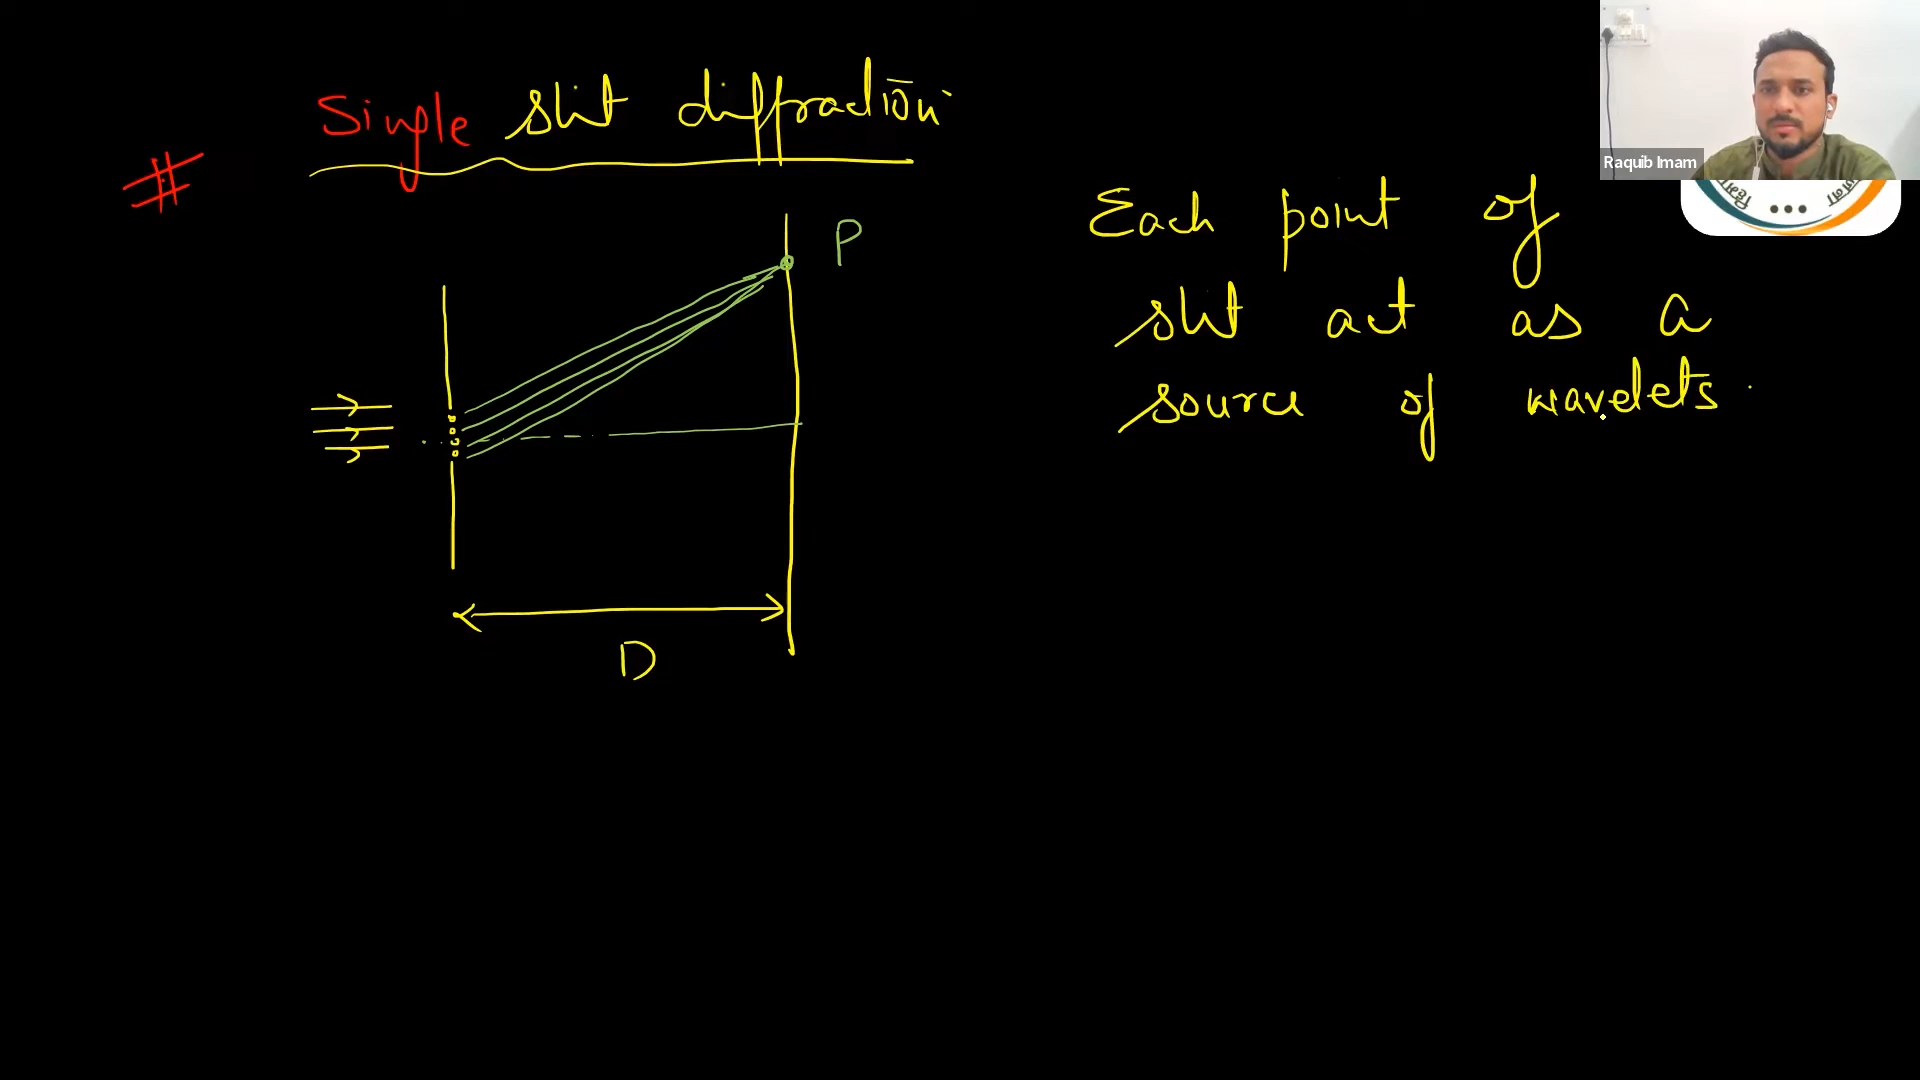 Single slit diffraction
#
Raquib Imam
Each point of
slit act as a
source of wavelets
P
D